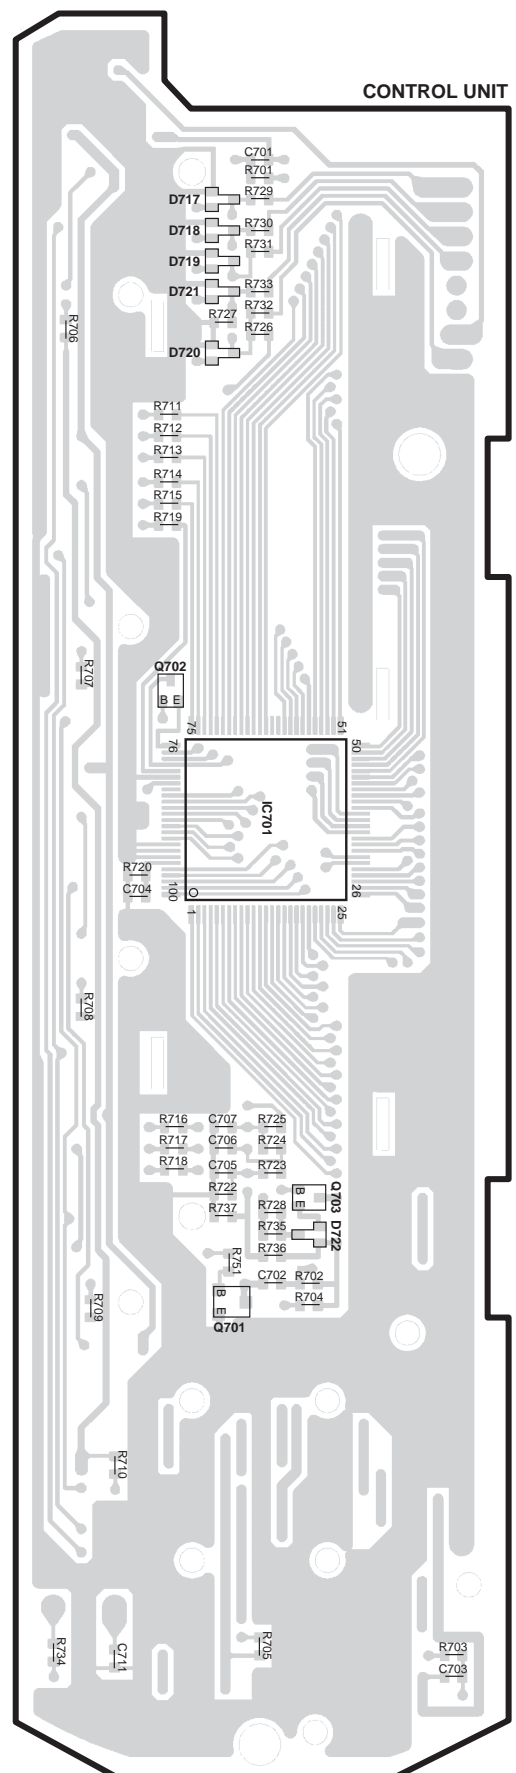 CONTROL UNIT
C701
R701
D717
R729
D718
R730
R731
D719
D721
R733
R732
R727
R726
D720
R706
R711
R712
R713
R714
R715
R719
Q702
R707
B E
75
51
76
50
IC701
R720
C704
100
26
1
25
R708
R716
C707
R725
R717
C706
R724
R718
C705
R723
R722
B
E
Q703
R728
R737
R735
D722
R736
R751
C702
R702
B
E
R704
R709
Q701
R710
R734
C711
R705
R703
C703